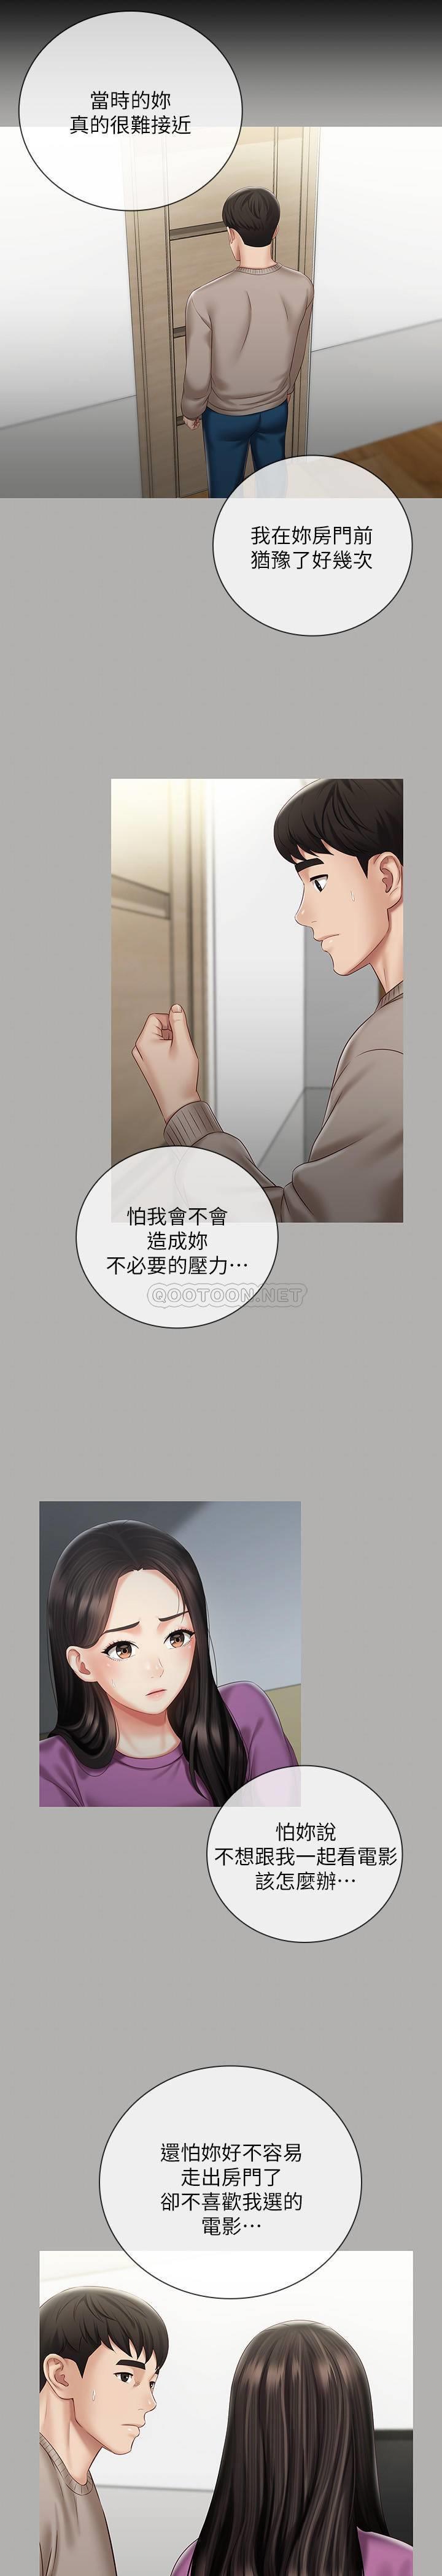 當時的妳
真的很難接近
我在妳房門前
猶豫了好幾次
怕我會不會
造成妳
不必要的壓力⋯
QOOTOON.NET
怕妳說
不想跟我一起看電影
該怎麼辦⋯
還怕妳好不容易
走出房門了
卻不喜歡我選的
電影⋯